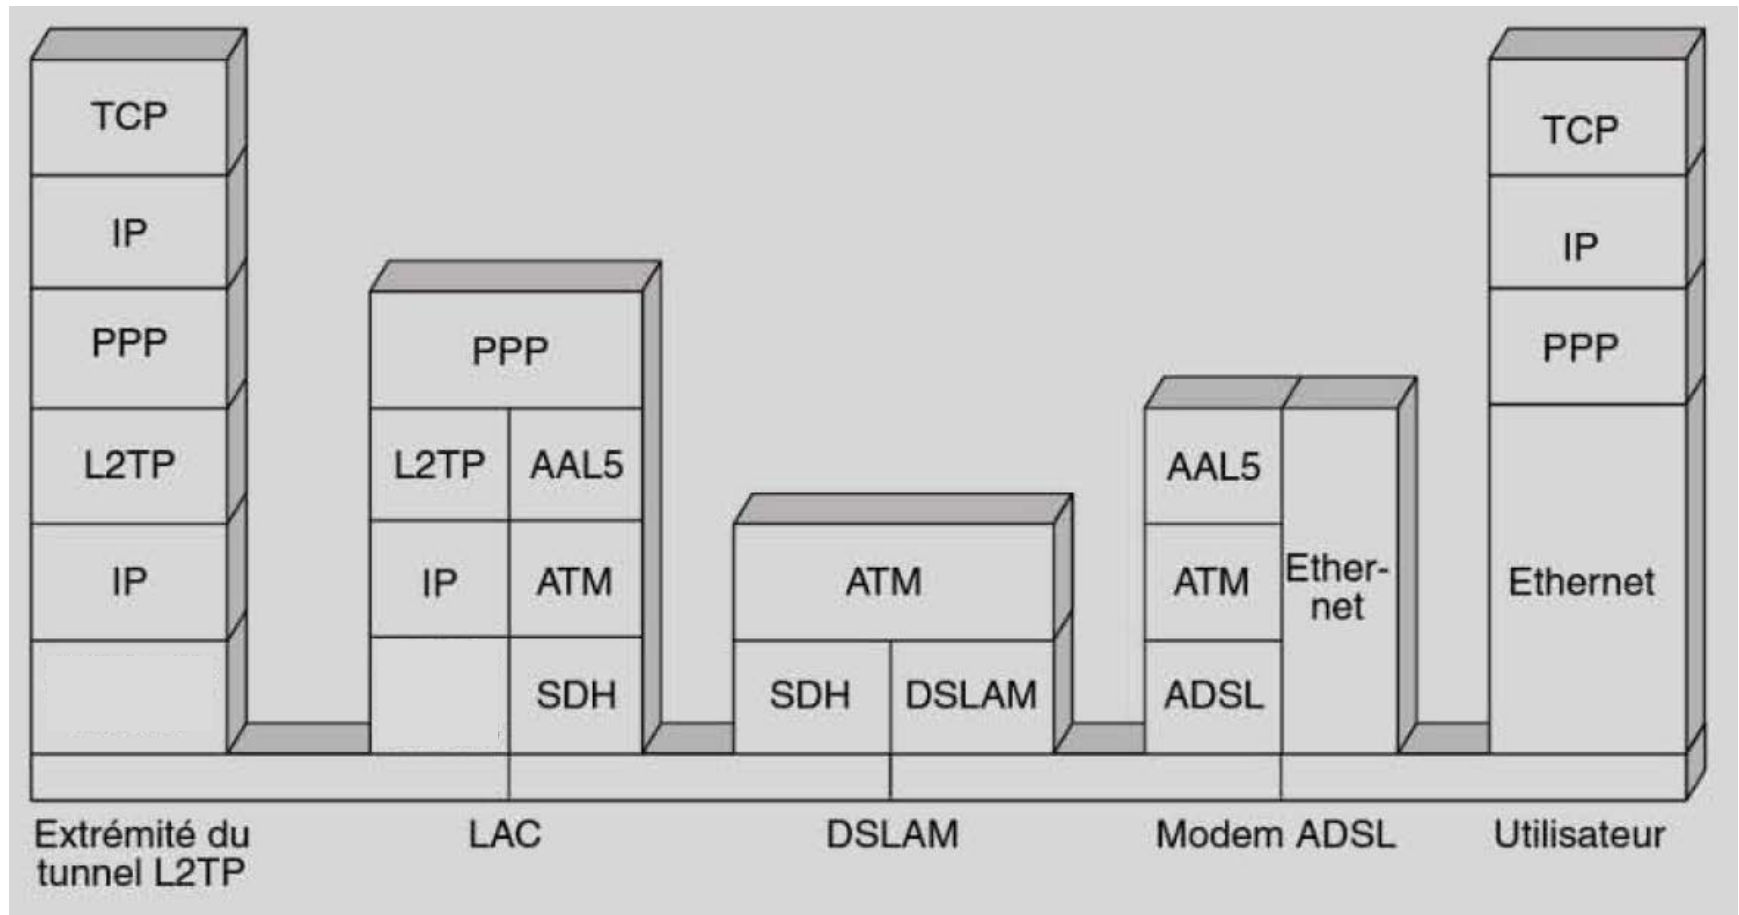 TCP
IP
PPP
L2TP
IP
PPP
L2TP
AAL5
IP
ATM
SDH
ATM
SDH
DSLAM
AAL5
ATM
ADSL
Ether-
net
TCP
IP
PPP
Ethernet
Extrémité du
tunnel L2TP
LAC
DSLAM
Modem ADSL
Utilisateur